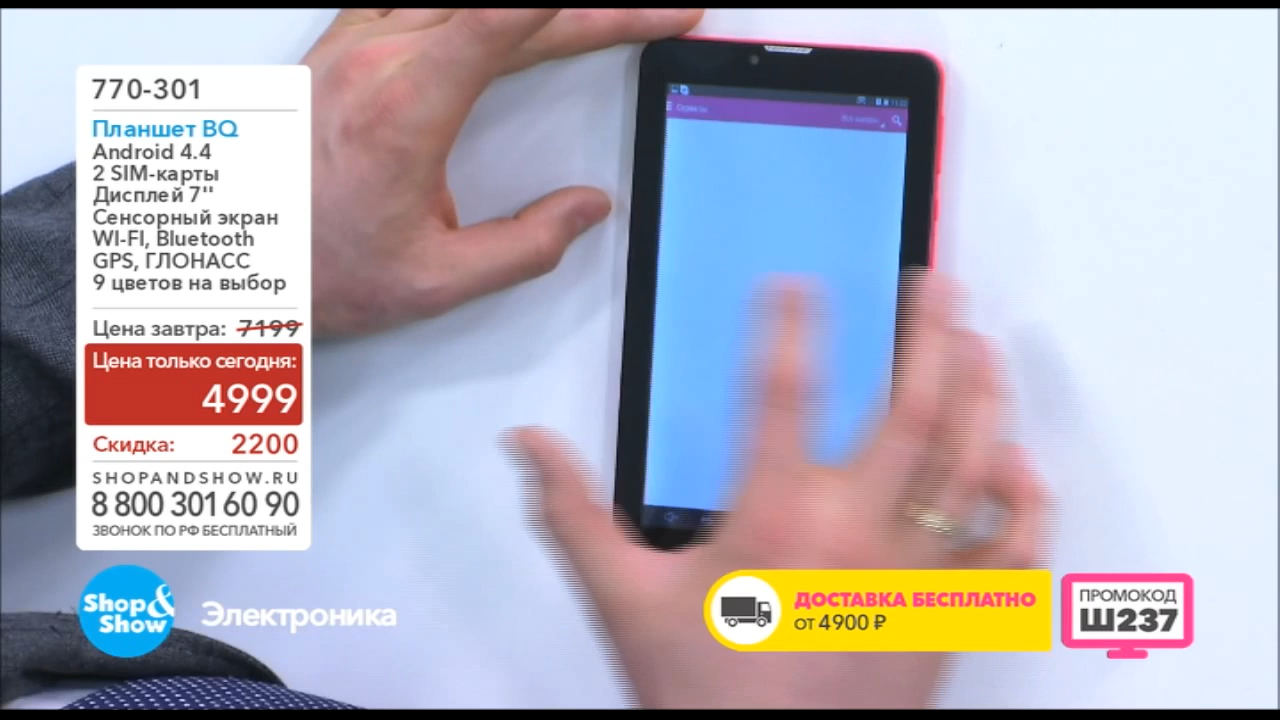 770-301
Планшет BQ
Android 4.4
2 SIM-карты
Дисплей 7''
Сенсорный экран
WI-FI, Bluetooth
GPS, ГЛОНАСС
9 цветов на выбор
Цена завтра: 7199
Цена только сегодня:
4999
Скидка: 2200
SHOPANDSHOW.RU
8 800 301 60 90
ЗВОНОК ПО РФ БЕСПЛАТНЫЙ
Shop&
Show
Электроника
ДОСТАВКА БЕСПЛАТНО
ОТ 4900 ₽
ПРОМОКОД
Ш237